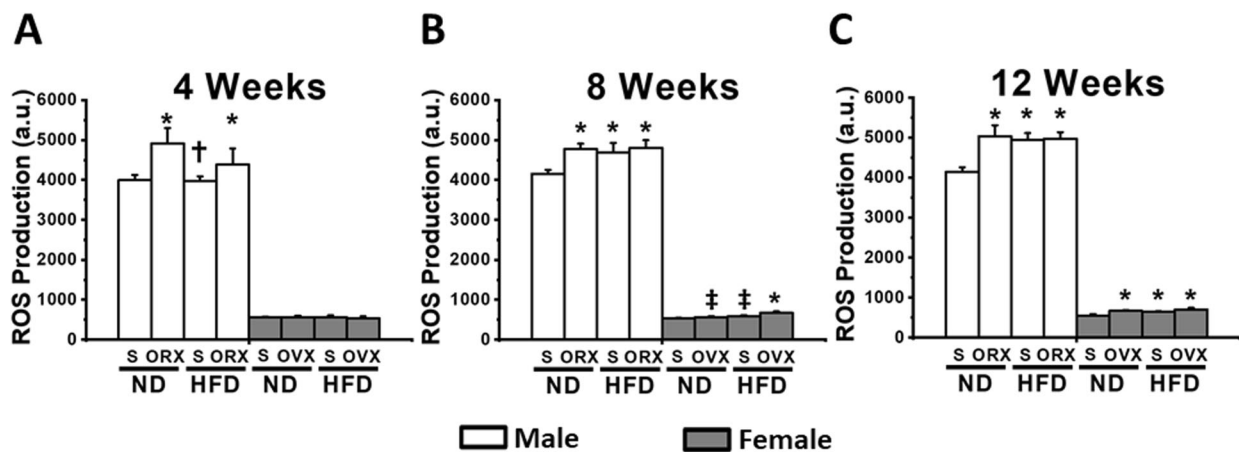 A
4 Weeks
ROS Production (a.u.)
6000
5000
4000
3000
2000
1000
0
* † *
S ORX S ORX S OVX S OVX
ND HFD ND HFD
B
8 Weeks
ROS Production (a.u.)
6000
5000
4000
3000
2000
1000
0
* * * ‡ ‡ *
S ORX S ORX S OVX S OVX
ND HFD ND HFD
C
12 Weeks
ROS Production (a.u.)
6000
5000
4000
3000
2000
1000
0
* * * * * *
S ORX S ORX S OVX S OVX
ND HFD ND HFD
Male Female